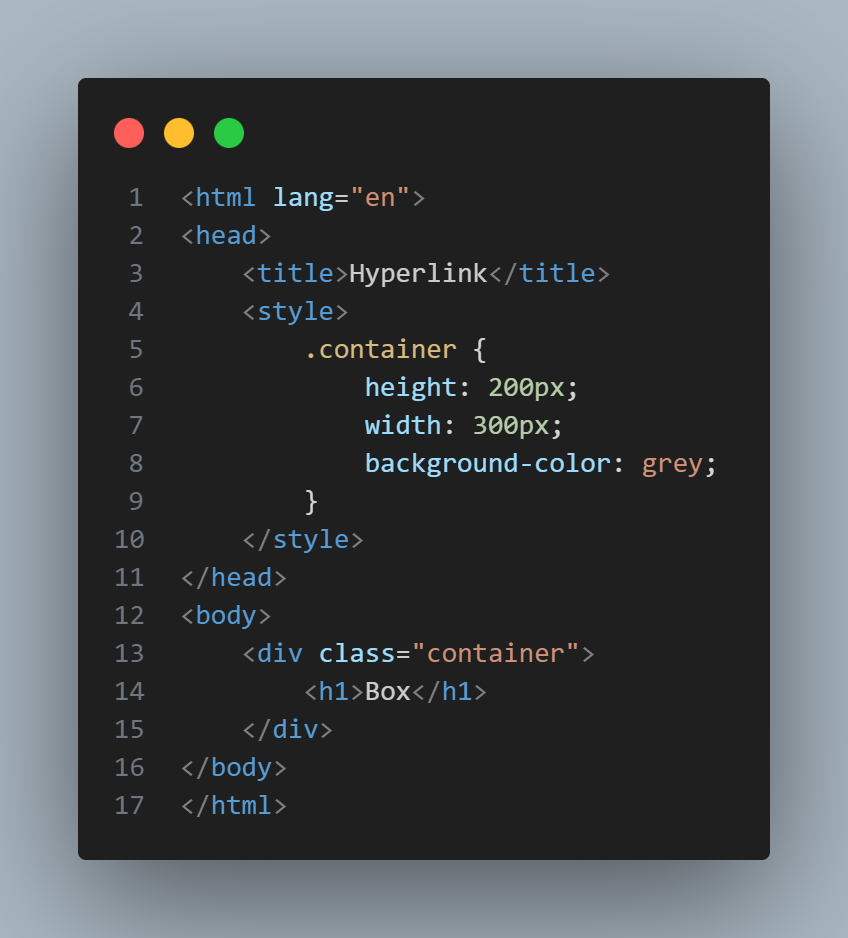 1 <html lang="en">
2 <head>
3     <title>Hyperlink</title>
4     <style>
5         .container {
6             height: 200px;
7             width: 300px;
8             background-color: grey;
9         }
10     </style>
11 </head>
12 <body>
13     <div class="container">
14         <h1>Box</h1>
15     </div>
16 </body>
17 </html>